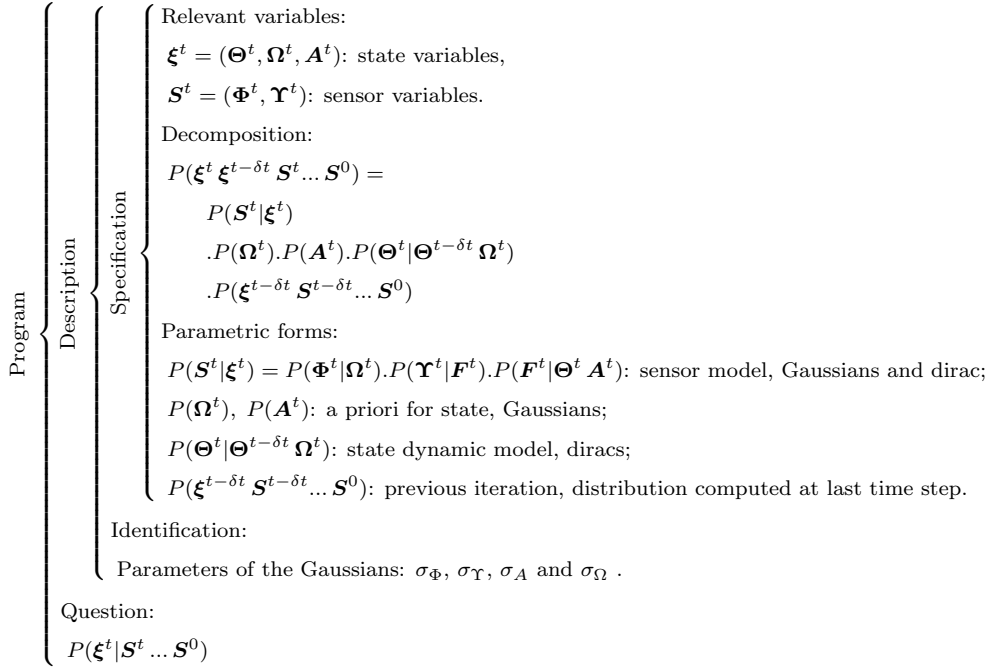 Program
Description
Specification
Relevant variables:
ξ^t = (Θ^t, Ω^t, A^t): state variables,
S^t = (Φ^t, Υ^t): sensor variables.
Decomposition:
P(ξ^t ξ^{t−δt} S^t... S^0) =
P(S^t|ξ^t)
.P(Ω^t).P(A^t).P(Θ^t|Θ^{t−δt} Ω^t)
.P(ξ^{t−δt} S^{t−δt}... S^0)
Parametric forms:
P(S^t|ξ^t) = P(Φ^t|Ω^t).P(Υ^t|F^t).P(F^t|Θ^t A^t): sensor model, Gaussians and dirac;
P(Ω^t), P(A^t): a priori for state, Gaussians;
P(Θ^t|Θ^{t−δt} Ω^t): state dynamic model, diracs;
P(ξ^{t−δt} S^{t−δt}... S^0): previous iteration, distribution computed at last time step.
Identification:
Parameters of the Gaussians: σ_Φ, σ_Υ, σ_A and σ_Ω .
Question:
P(ξ^t|S^t ... S^0)